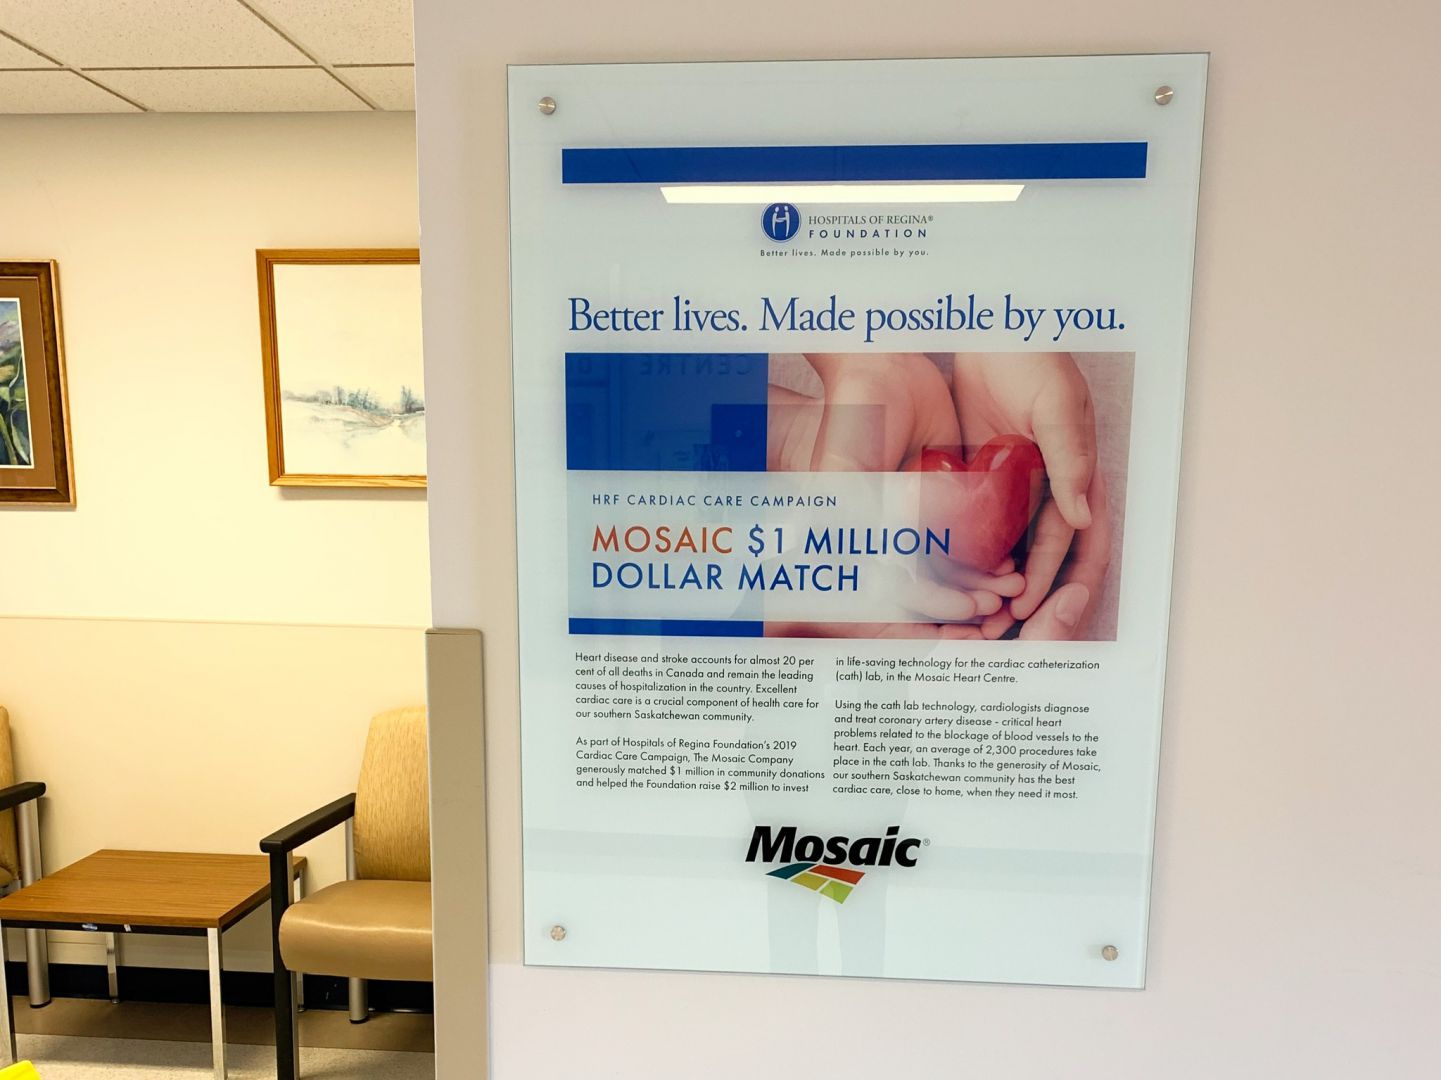 HOSPITALS OF REGINA®
FOUNDATION
Better lives. Made possible by you.
Better lives. Made possible by you.
HRF CARDIAC CARE CAMPAIGN
MOSAIC $1 MILLION
DOLLAR MATCH
Heart disease and stroke accounts for almost 20 per
cent of all deaths in Canada and remain the leading
causes of hospitalization in the country. Excellent
cardiac care is a crucial component of health care for
our southern Saskatchewan community.
As part of Hospitals of Regina Foundation's 2019
Cardiac Care Campaign, The Mosaic Company
generously matched $1 million in community donations
and helped the Foundation raise $2 million to invest
in life-saving technology for the cardiac catheterization
(cath) lab, in the Mosaic Heart Centre.
Using the cath lab technology, cardiologists diagnose
and treat coronary artery disease - critical heart
problems related to the blockage of blood vessels to the
heart. Each year, an average of 2,300 procedures take
place in the cath lab. Thanks to the generosity of Mosaic,
our southern Saskatchewan community has the best
cardiac care, close to home, when they need it most.
Mosaic®